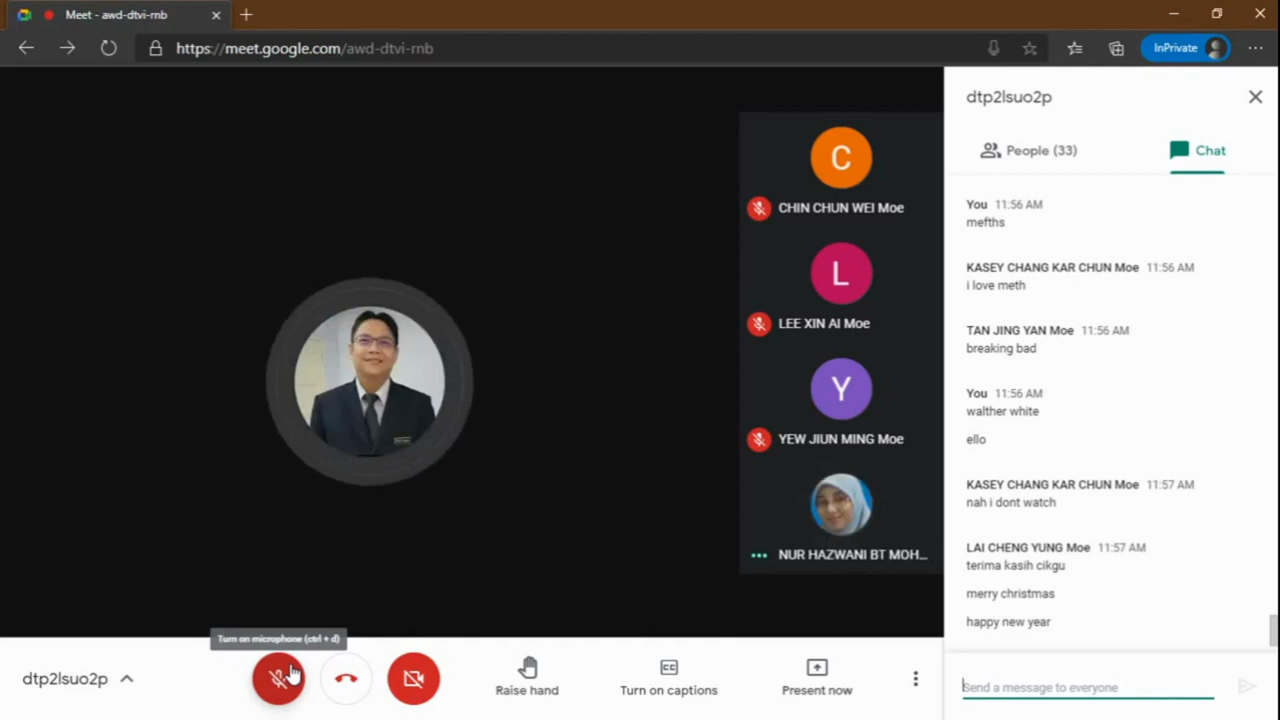 Meet - awd-dtvi-rnb
https://meet.google.com/awd-dtvi-rnb
InPrivate
dtp2lsuo2p
People (33)
Chat
C
CHIN CHUN WEI Moe
L
LEE XIN AI Moe
Y
YEW JIUN MING Moe
NUR HAZWANI BT MOH...
You 11:56 AM
mefths
KASEY CHANG KAR CHUN Moe 11:56 AM
i love meth
TAN JING YAN Moe 11:56 AM
breaking bad
You 11:56 AM
walther white
ello
KASEY CHANG KAR CHUN Moe 11:57 AM
nah i dont watch
LAI CHENG YUNG Moe 11:57 AM
terima kasih cikgu
merry christmas
happy new year
Send a message to everyone
Turn on microphone (ctrl + d)
dtp2lsuo2p
Raise hand
CC
Turn on captions
Present now